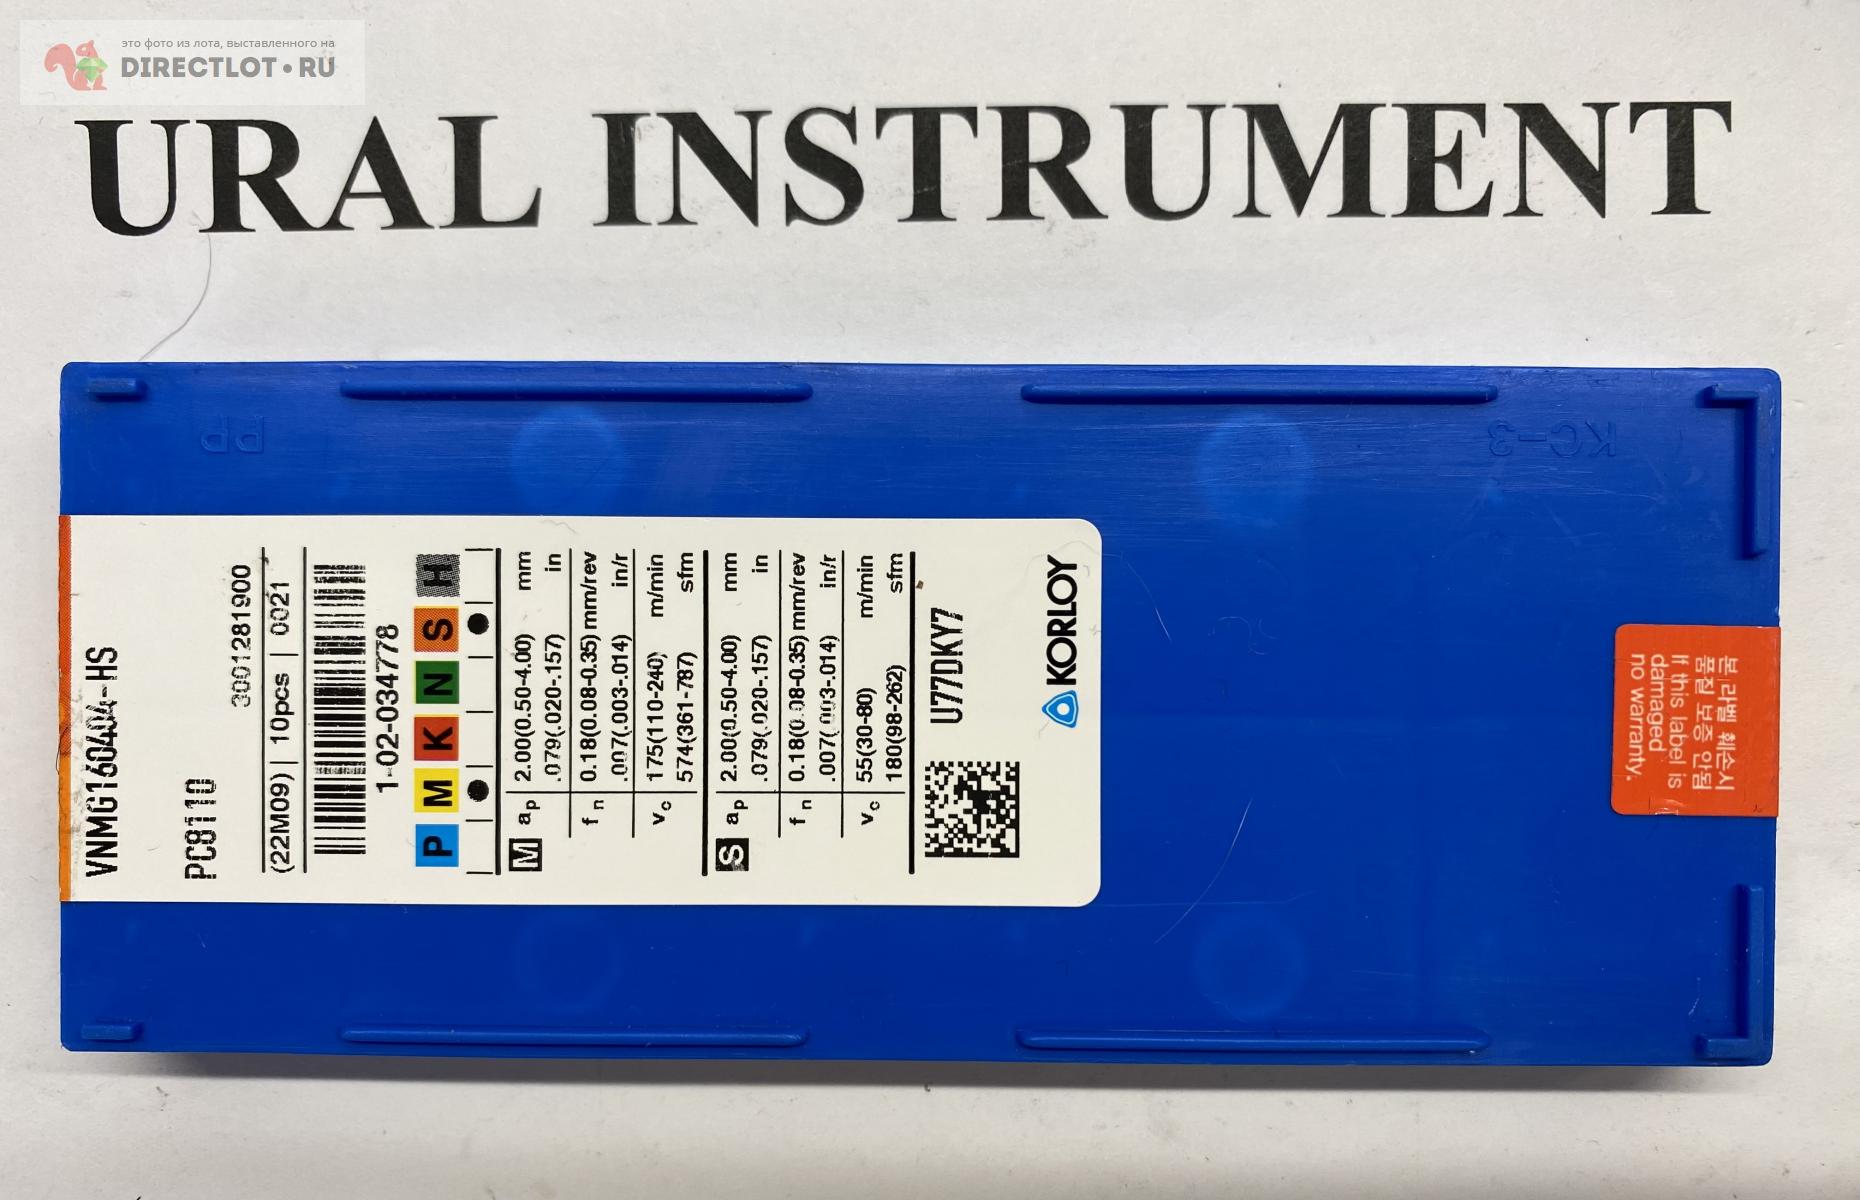 это фото из лота, выставленного на
DIRECTLOT•RU
URAL INSTRUMENT
PP
KC-3
VNMG160404-HS
PC8110
3001281900
(22M09) | 10pcs | 0021
1-02-034778
P M K N S H
M ap 2.00(0.50-4.00) mm
.079(.020-.157) in
fn 0.18(0.08-0.35) mm/rev
.007(.003-.014) in/r
vc 175(110-240) m/min
574(361-787) sfm
S ap 2.00(0.50-4.00) mm
.079(.020-.157) in
fn 0.18(0.08-0.35) mm/rev
.007(.003-.014) in/r
vc 55(30-80) m/min
180(98-262) sfm
U77DKY7
KORLOY
본 라벨 훼손시
품질 보증 안됨
If this label is
damaged
no warranty.